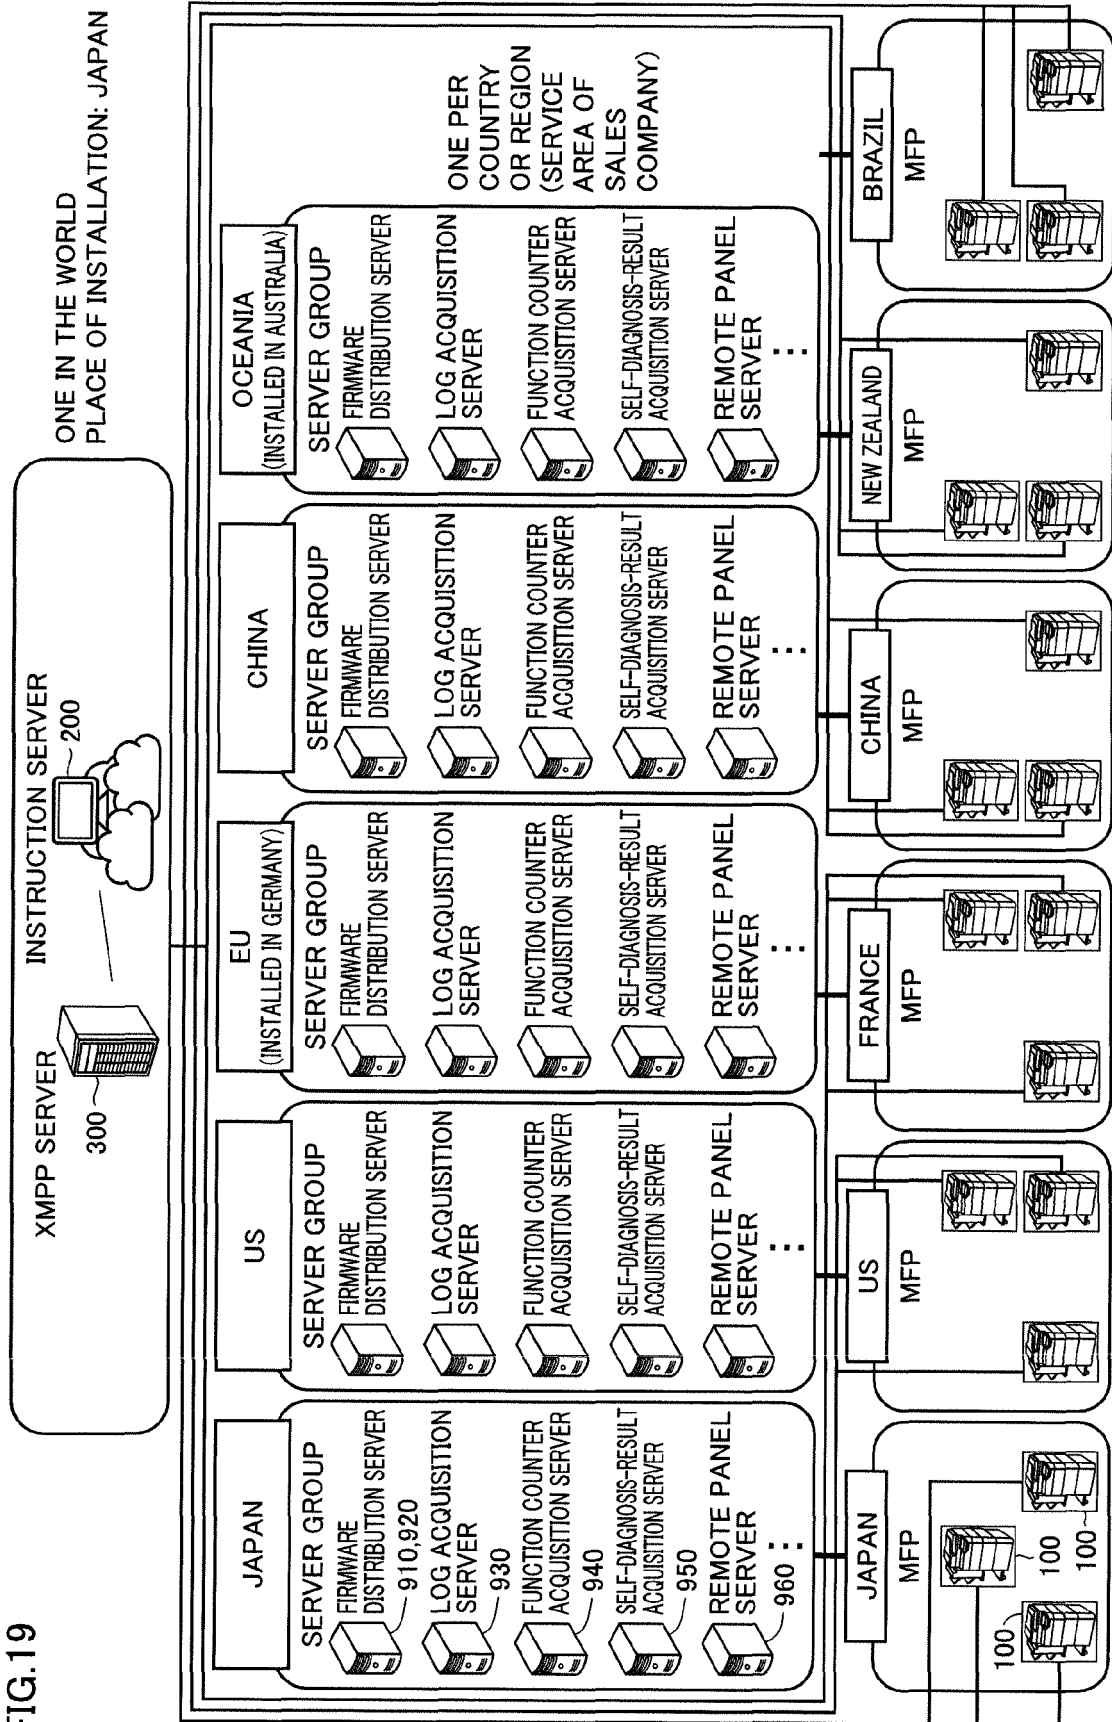 FIG.19
XMPP SERVER
300
INSTRUCTION SERVER
200
ONE IN THE WORLD
PLACE OF INSTALLATION: JAPAN
JAPAN
SERVER GROUP
FIRMWARE
DISTRIBUTION SERVER
910,920
LOG ACQUISITION
SERVER
930
FUNCTION COUNTER
ACQUISITION SERVER
940
SELF-DIAGNOSIS-RESULT
ACQUISITION SERVER
950
REMOTE PANEL
SERVER
960
US
SERVER GROUP
FIRMWARE
DISTRIBUTION SERVER
LOG ACQUISITION
SERVER
FUNCTION COUNTER
ACQUISITION SERVER
SELF-DIAGNOSIS-RESULT
ACQUISITION SERVER
REMOTE PANEL
SERVER
EU
(INSTALLED IN GERMANY)
SERVER GROUP
FIRMWARE
DISTRIBUTION SERVER
LOG ACQUISITION
SERVER
FUNCTION COUNTER
ACQUISITION SERVER
SELF-DIAGNOSIS-RESULT
ACQUISITION SERVER
REMOTE PANEL
SERVER
CHINA
SERVER GROUP
FIRMWARE
DISTRIBUTION SERVER
LOG ACQUISITION
SERVER
FUNCTION COUNTER
ACQUISITION SERVER
SELF-DIAGNOSIS-RESULT
ACQUISITION SERVER
REMOTE PANEL
SERVER
OCEANIA
(INSTALLED IN AUSTRALIA)
SERVER GROUP
FIRMWARE
DISTRIBUTION SERVER
LOG ACQUISITION
SERVER
FUNCTION COUNTER
ACQUISITION SERVER
SELF-DIAGNOSIS-RESULT
ACQUISITION SERVER
REMOTE PANEL
SERVER
ONE PER
COUNTRY
OR REGION
(SERVICE
AREA OF
SALES
COMPANY)
JAPAN
MFP
100
100
100
US
MFP
FRANCE
MFP
CHINA
MFP
NEW ZEALAND
MFP
BRAZIL
MFP